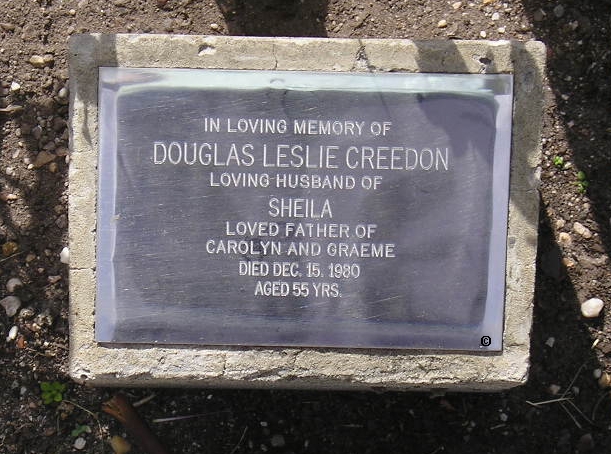 IN LOVING MEMORY OF
DOUGLAS LESLIE CREEDON
LOVING HUSBAND OF
SHEILA
LOVED FATHER OF
CAROLYN AND GRAEME
DIED DEC. 15. 1980
AGED 55 YRS.
©